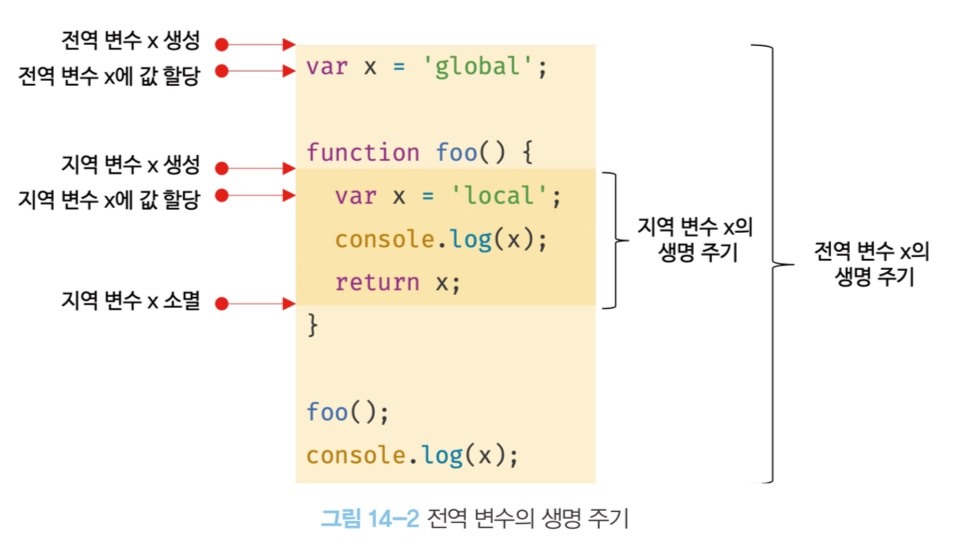 전역 변수 x 생성
전역 변수 x에 값 할당
var x = 'global';
지역 변수 x 생성
function foo() {
지역 변수 x에 값 할당
var x = 'local';
console.log(x);
return x;
지역 변수 x 소멸
}
지역 변수 x의
생명 주기
전역 변수 x의
생명 주기
foo();
console.log(x);
그림 14-2 전역 변수의 생명 주기